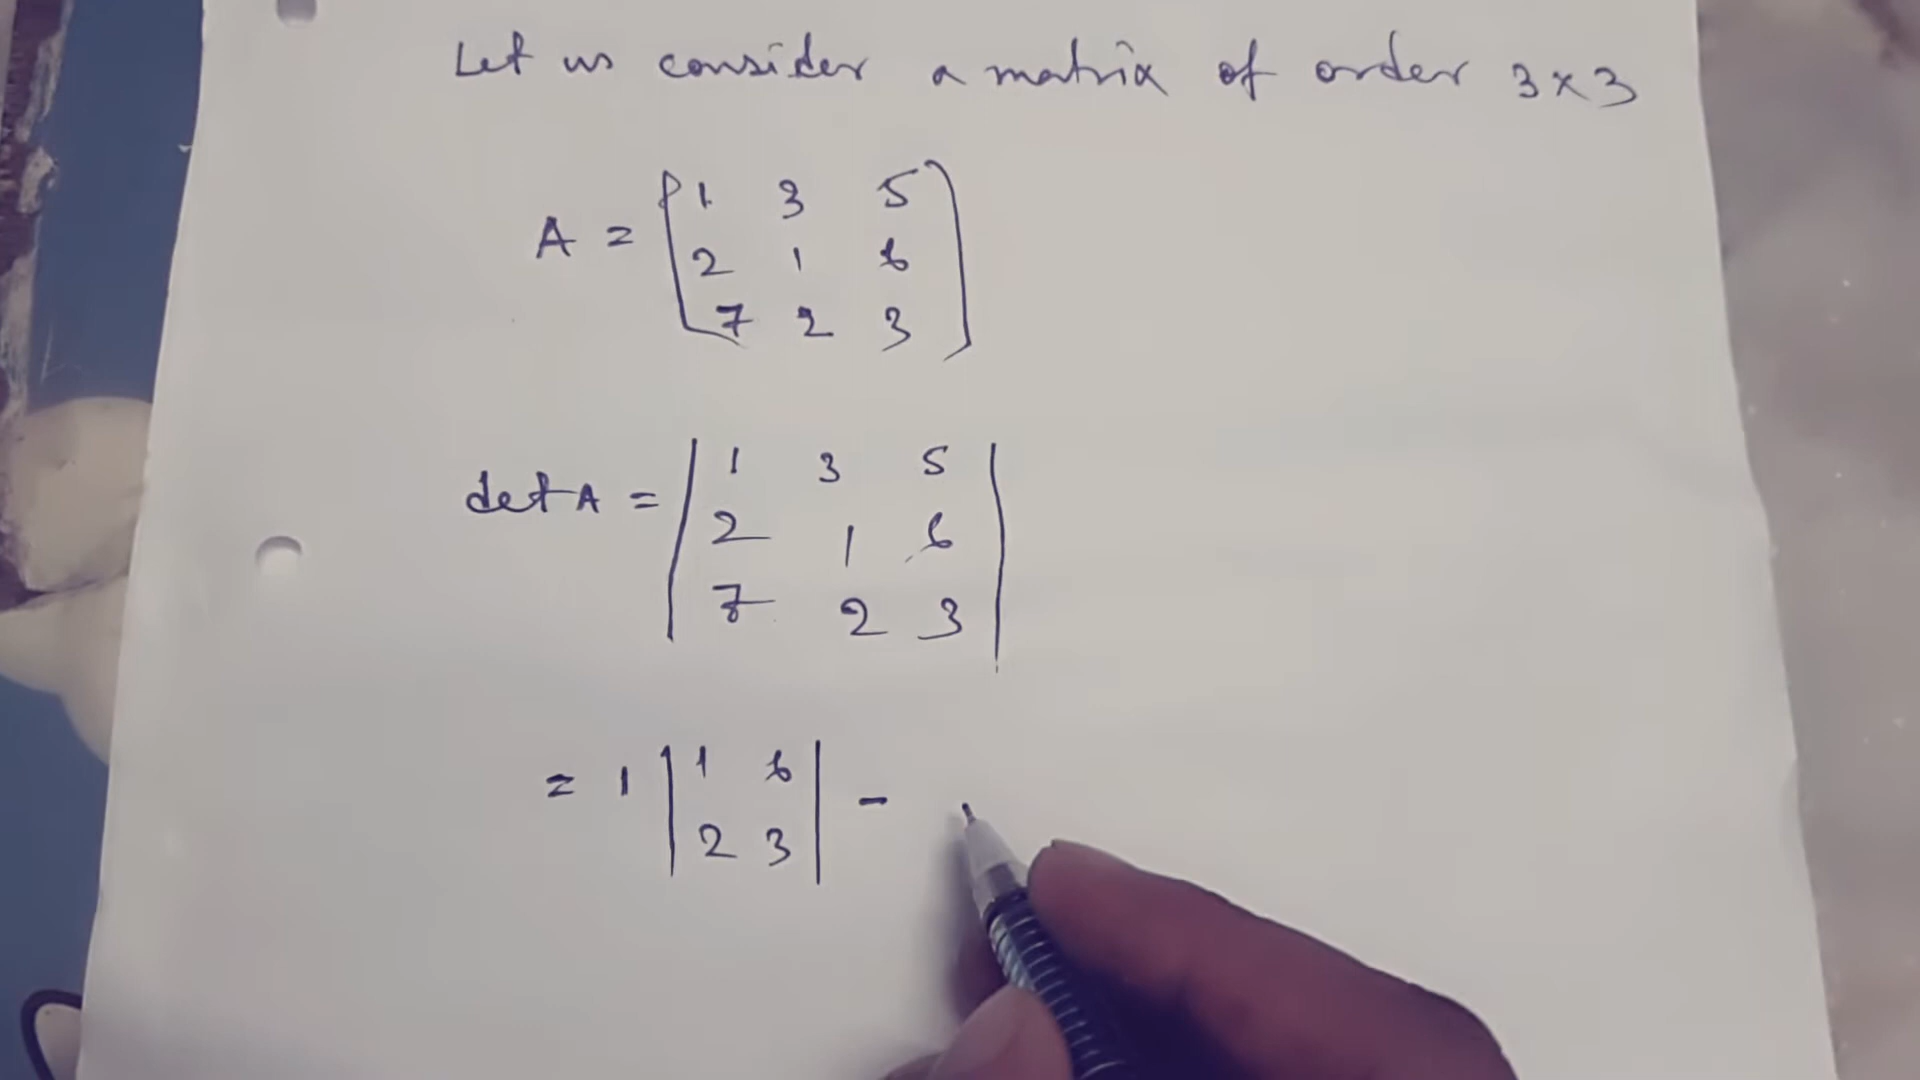 Let us consider a matrix of order 3×3
A = [1 3 5
2 1 6
7 2 3]
det A = |1 3 5|
|2 1 6|
|7 2 3|
= 1 |1 6| -
|2 3|